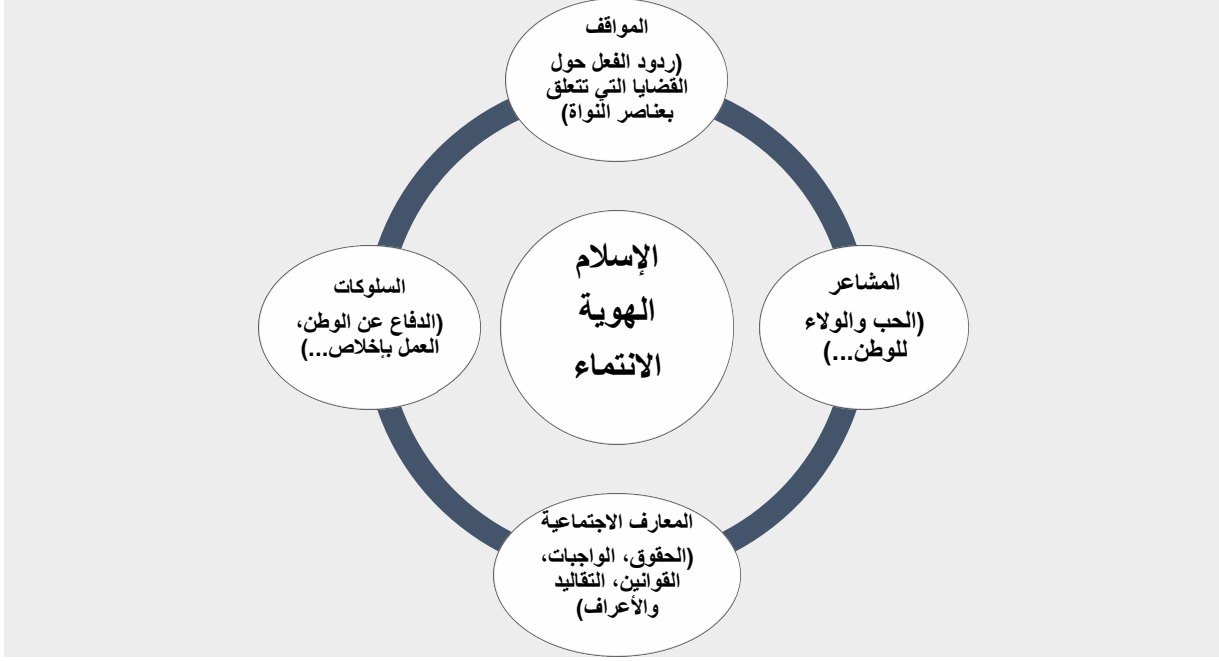 المواقف
(ردود الفعل حول
القضايا التي تتعلق
بعناصر النواة)
المشاعر
(الحب والولاء
للوطن...)
الإسلام
الهوية
الانتماء
السلوكات
(الدفاع عن الوطن،
العمل بإخلاص...)
المعارف الاجتماعية
(الحقوق، الواجبات،
القوانين، التقاليد
والأعراف)